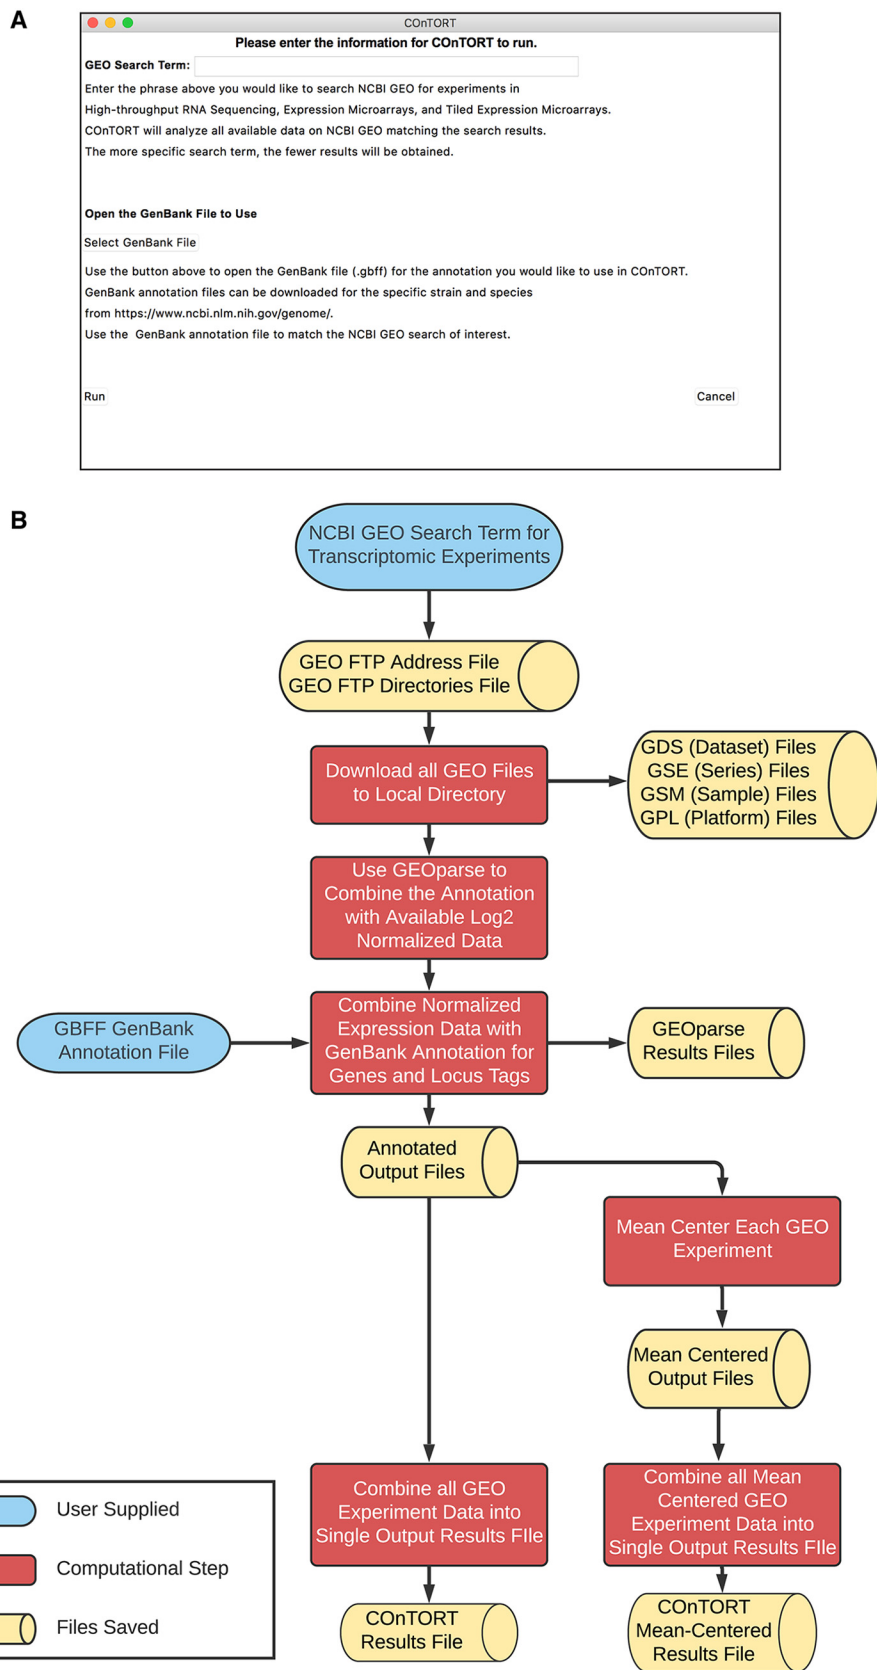 A
COnTORT
Please enter the information for COnTORT to run.
GEO Search Term:
Enter the phrase above you would like to search NCBI GEO for experiments in
High-throughput RNA Sequencing, Expression Microarrays, and Tiled Expression Microarrays.
COnTORT will analyze all available data on NCBI GEO matching the search results.
The more specific search term, the fewer results will be obtained.
Open the GenBank File to Use
Select GenBank File
Use the button above to open the GenBank file (.gbff) for the annotation you would like to use in COnTORT.
GenBank annotation files can be downloaded for the specific strain and species
from https://www.ncbi.nlm.nih.gov/genome/.
Use the GenBank annotation file to match the NCBI GEO search of interest.
Run
Cancel
B
NCBI GEO Search Term for
Transcriptomic Experiments
GEO FTP Address File
GEO FTP Directories File
Download all GEO Files
to Local Directory
GDS (Dataset) Files
GSE (Series) Files
GSM (Sample) Files
GPL (Platform) Files
Use GEOparse to
Combine the Annotation
with Available Log2
Normalized Data
GBFF GenBank
Annotation File
Combine Normalized
Expression Data with
GenBank Annotation for
Genes and Locus Tags
GEOparse
Results Files
Annotated
Output Files
Mean Center Each GEO
Experiment
Mean Centered
Output Files
Combine all GEO
Experiment Data into
Single Output Results FIle
Combine all Mean
Centered GEO
Experiment Data into
Single Output Results FIle
COnTORT
Results File
COnTORT
Mean-Centered
Results File
User Supplied
Computational Step
Files Saved